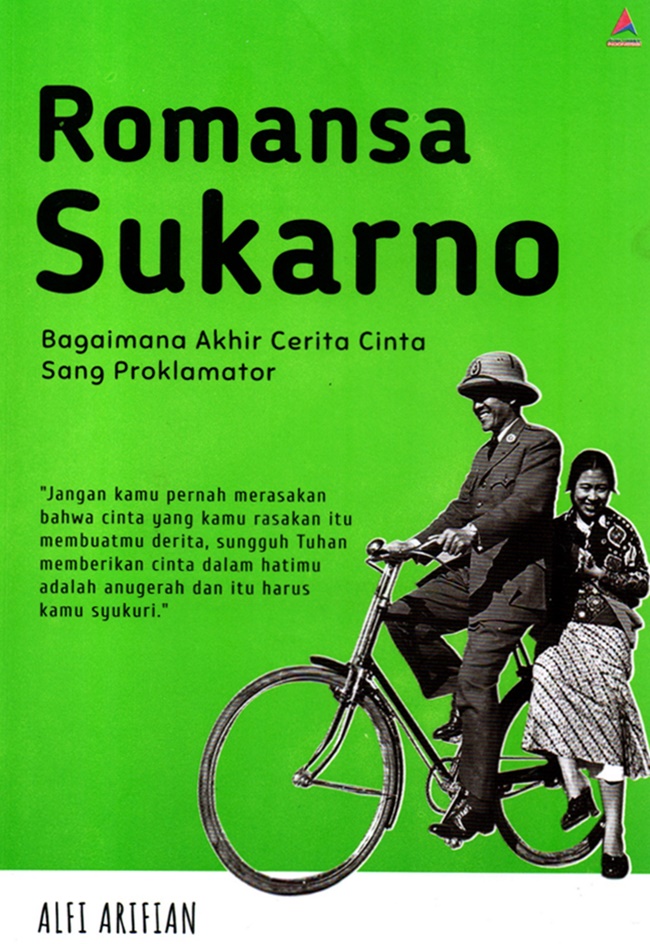 Romansa
Sukarno
Bagaimana Akhir Cerita Cinta
Sang Proklamator
"Jangan kamu pernah merasakan
bahwa cinta yang kamu rasakan itu
membuatmu derita, sungguh Tuhan
memberikan cinta dalam hatimu
adalah anugerah dan itu harus
kamu syukuri."
ALFI ARIFIAN